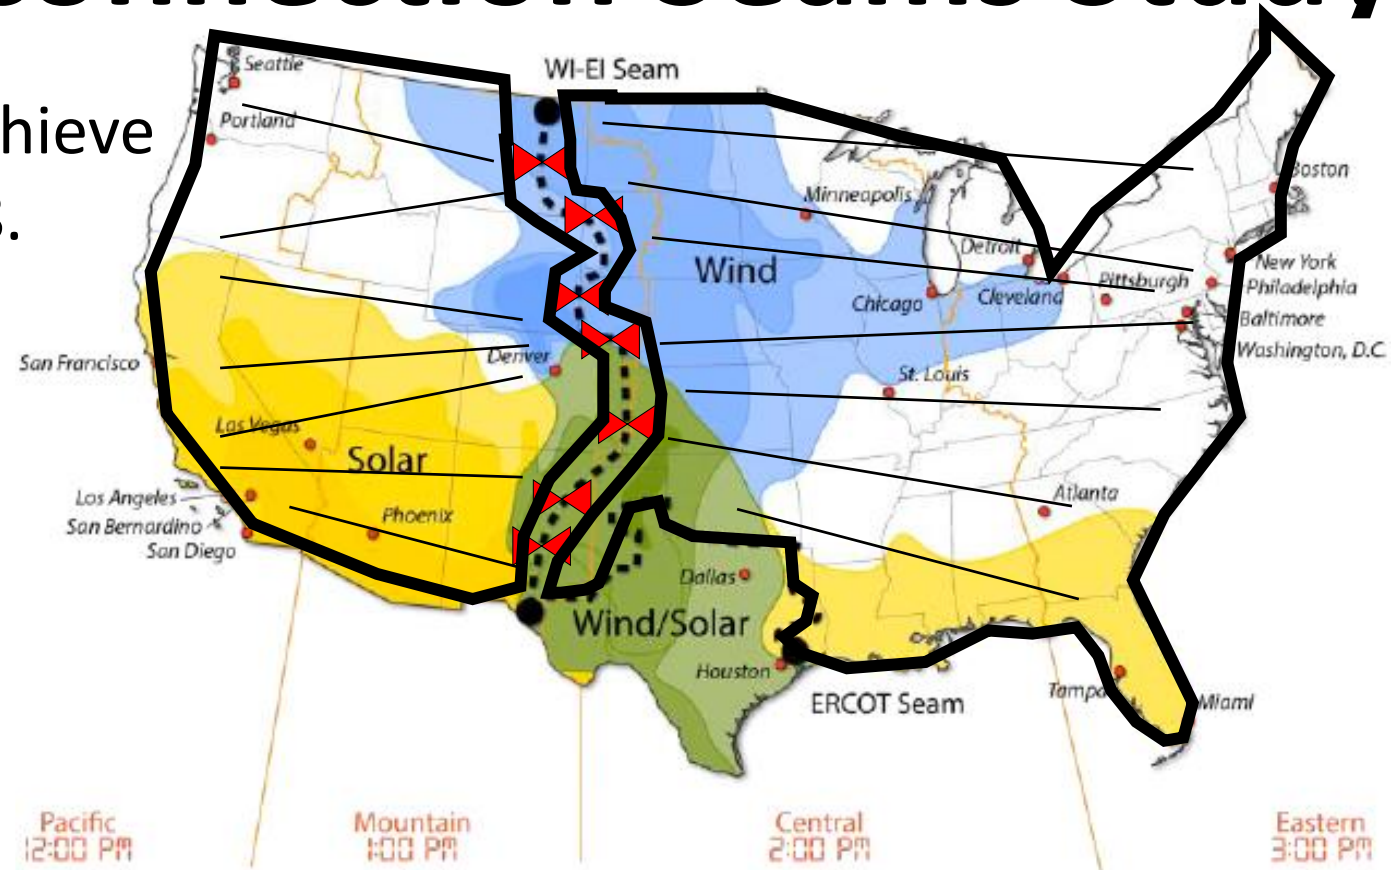 onnection Seams Study
hieve
s.
WI-EI Seam
Seattle
Portland
Minneapolis
Boston
Detroit
Wind
New York
Pittsburgh
Philadelphia
Chicago
Cleveland
Baltimore
Washington, D.C.
San Francisco
Denver
St. Louis
Las Vegas
Solar
Los Angeles
San Bernardino
San Diego
Phoenix
Atlanta
Dallas
Wind/Solar
Houston
ERCOT Seam
Tampa
Miami
Pacific
12:00 PM
Mountain
1:00 PM
Central
2:00 PM
Eastern
3:00 PM